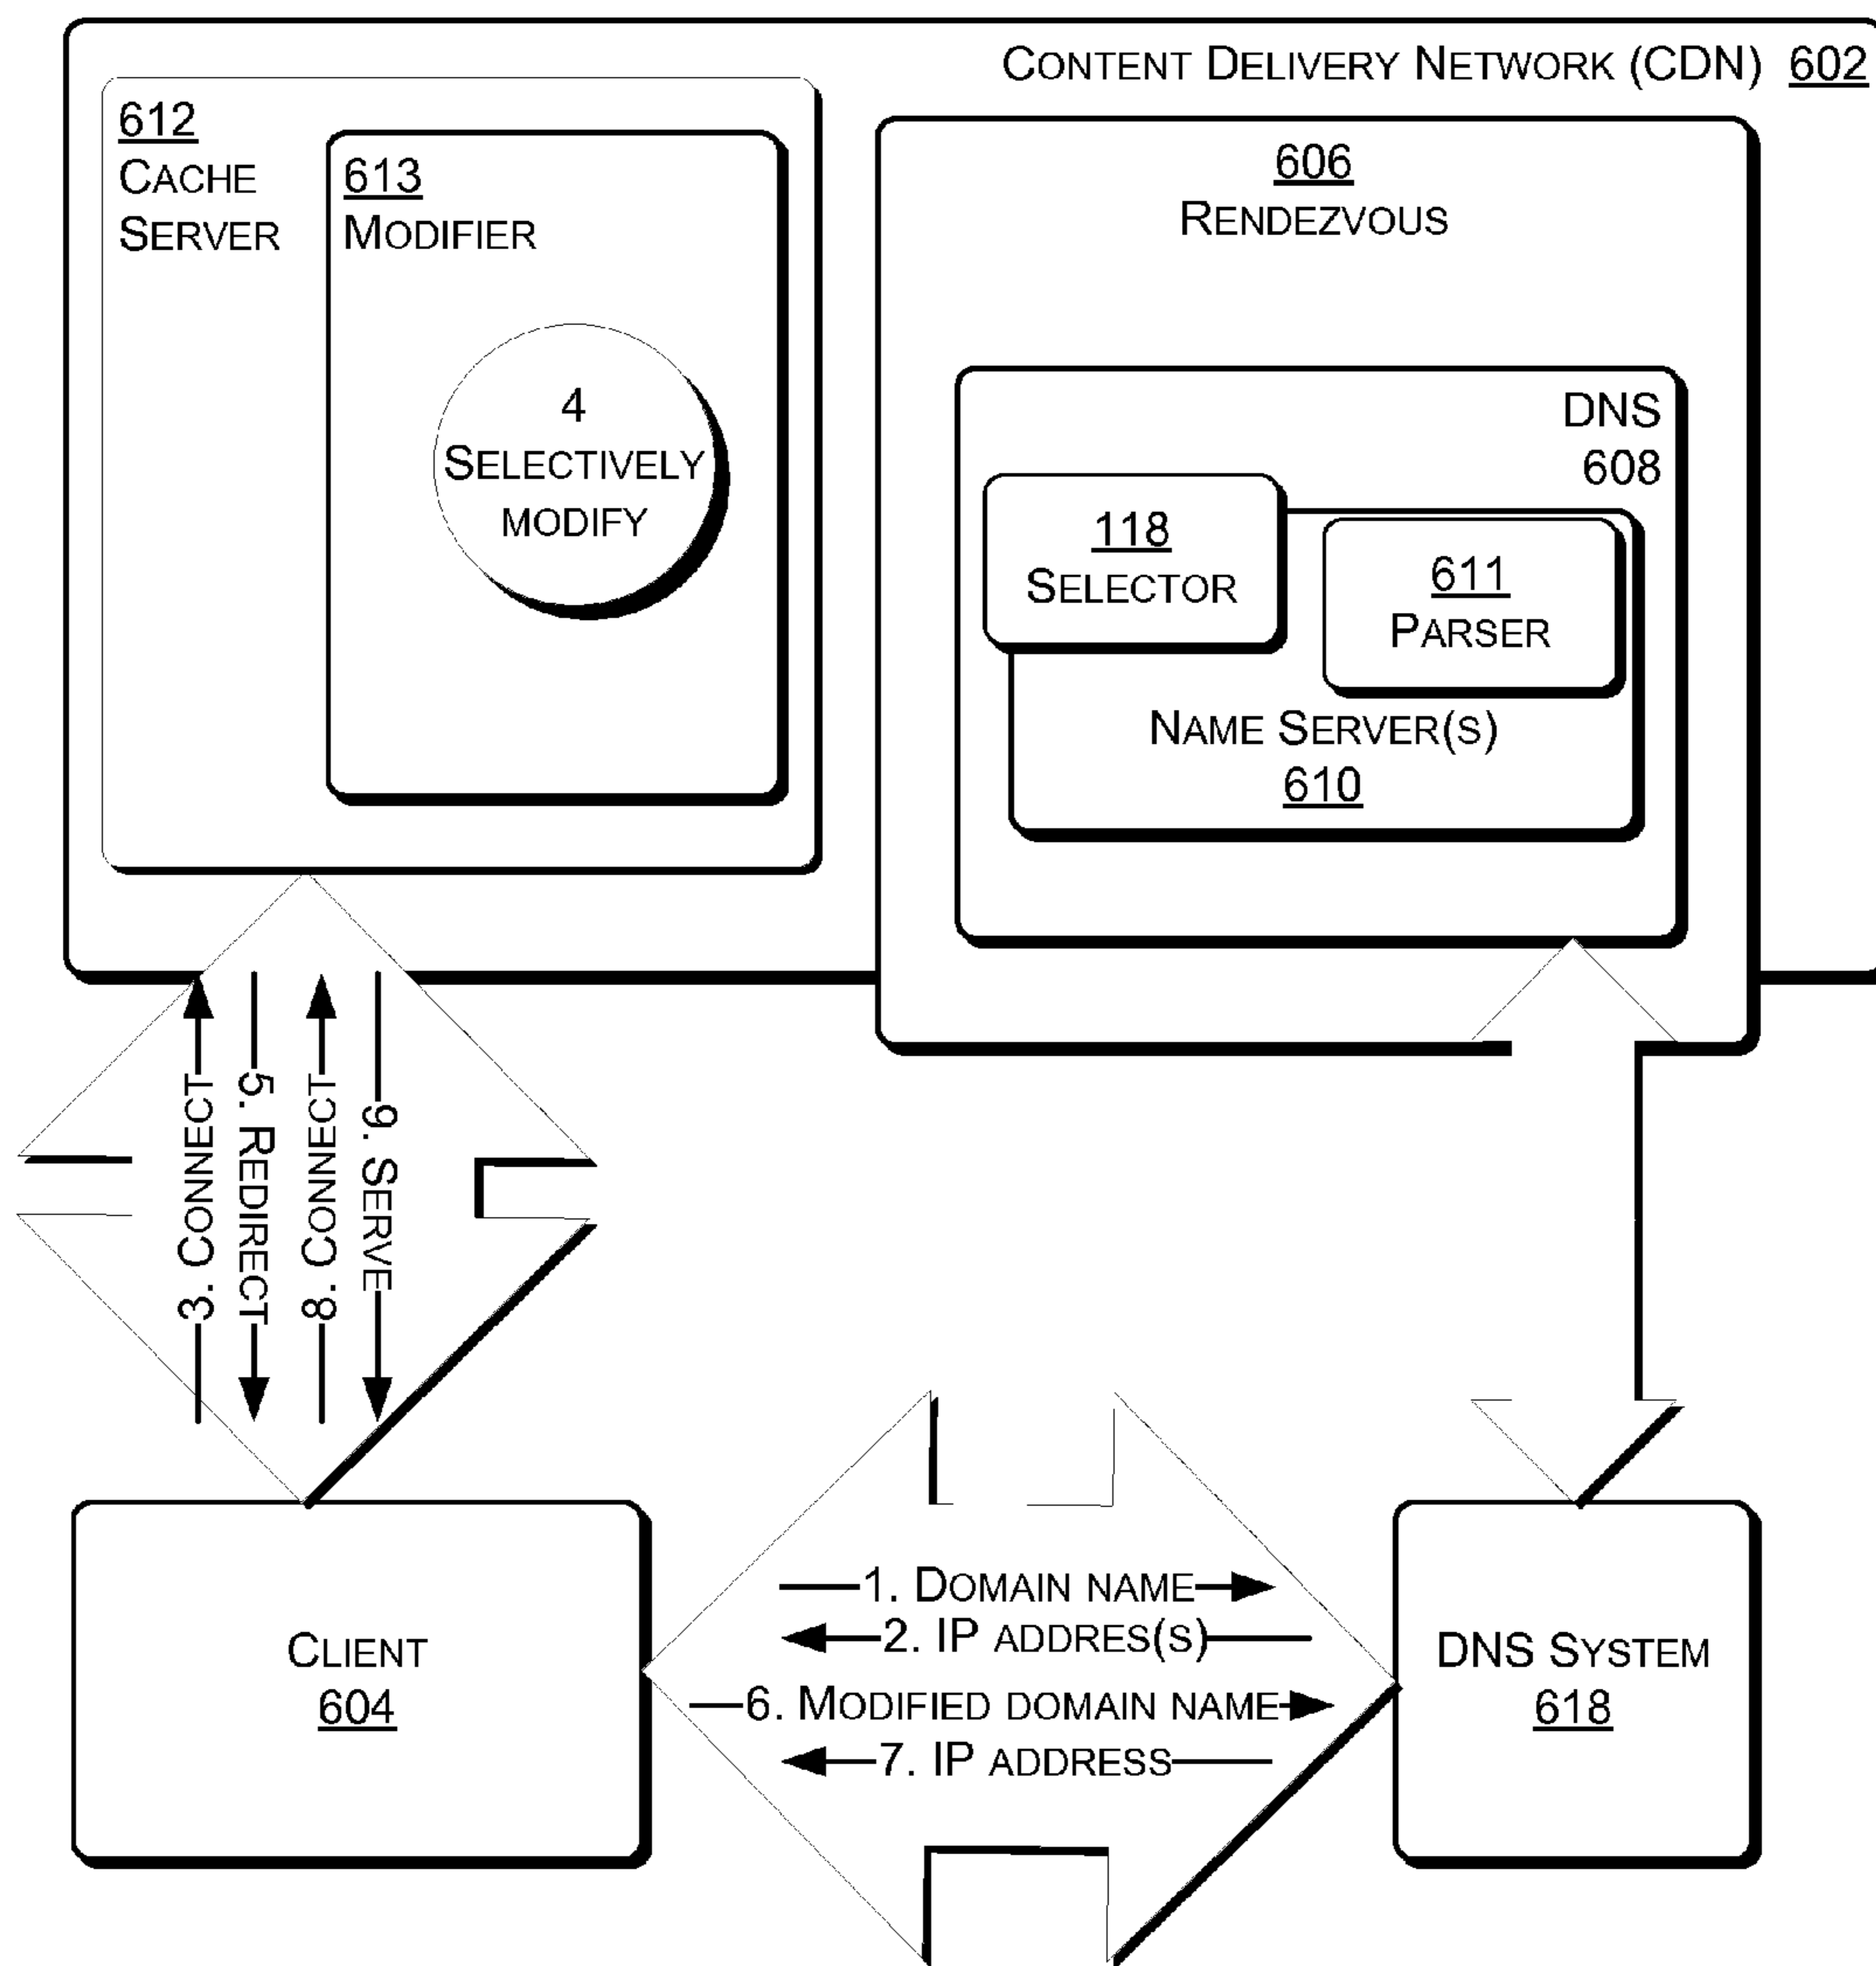 CONTENT DELIVERY NETWORK (CDN) 602
612
CACHE
SERVER
613
MODIFIER
4
SELECTIVELY
MODIFY
606
RENDEZVOUS
DNS
608
118
SELECTOR
611
PARSER
NAME SERVER(S)
610
3. CONNECT
5. REDIRECT
8. CONNECT
9. SERVE
1. DOMAIN NAME
2. IP ADDRES(S)
6. MODIFIED DOMAIN NAME
7. IP ADDRESS
CLIENT
604
DNS SYSTEM
618